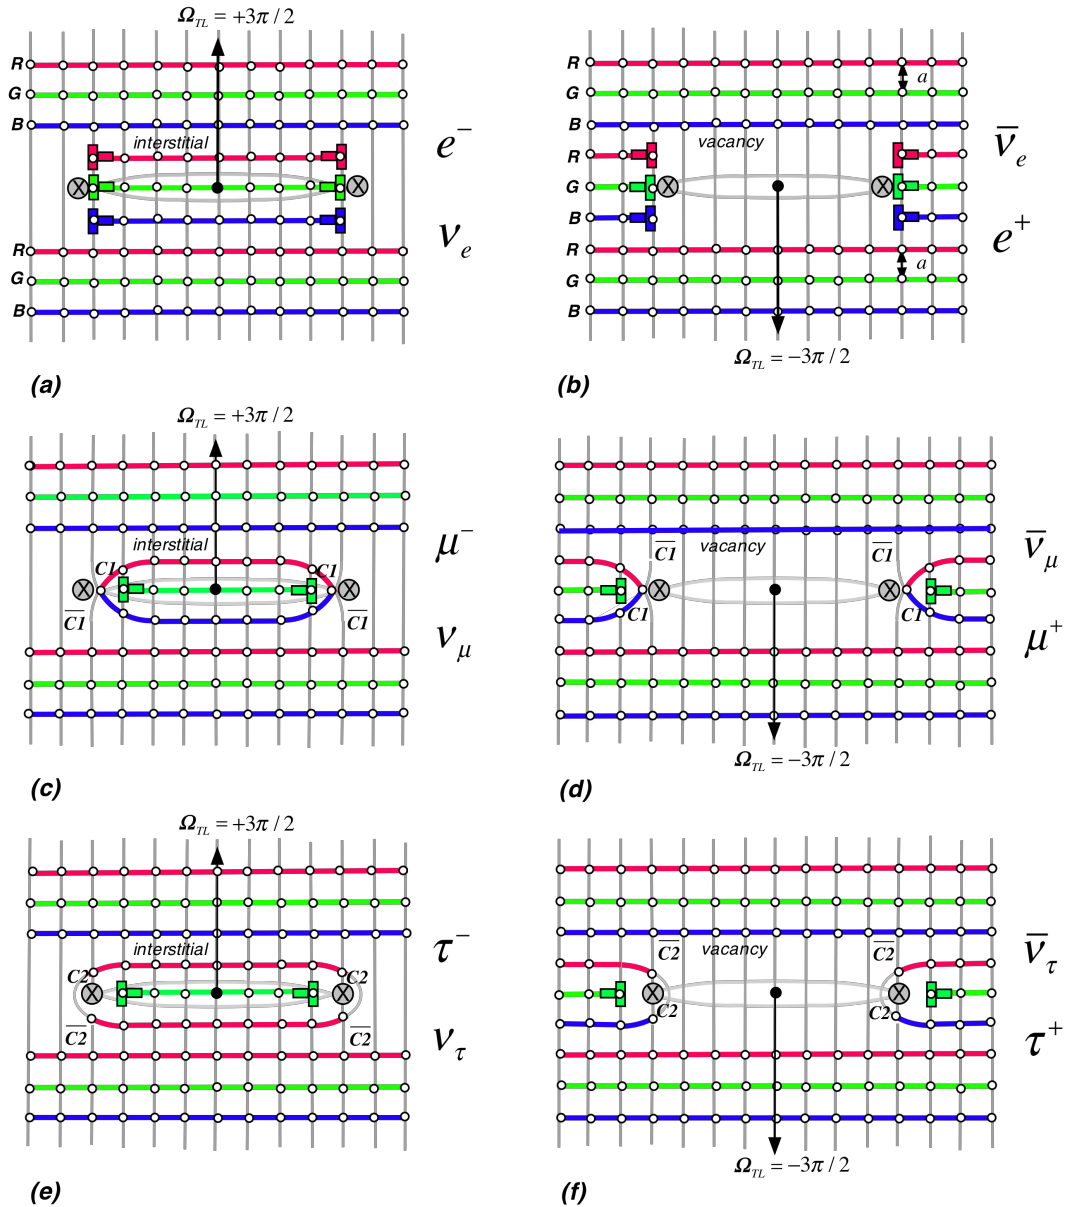 Ω_TL = +3π / 2
R
G
B
interstitial
R
G
B
e⁻
ν_e
(a)
R
G
B
vacancy
R
G
B
R
G
B
a
a
ν̅_e
e⁺
Ω_TL = −3π / 2
(b)
Ω_TL = +3π / 2
interstitial
C1 C1
C̅1̅ C̅1̅
μ⁻
ν_μ
(c)
C̅1̅ vacancy C̅1̅
C1 C1
ν̅_μ
μ⁺
Ω_TL = −3π / 2
(d)
Ω_TL = +3π / 2
interstitial
C2 C2
C̅2̅ C̅2̅
τ⁻
ν_τ
(e)
C̅2̅ vacancy C̅2̅
C2 C2
ν̅_τ
τ⁺
Ω_TL = −3π / 2
(f)